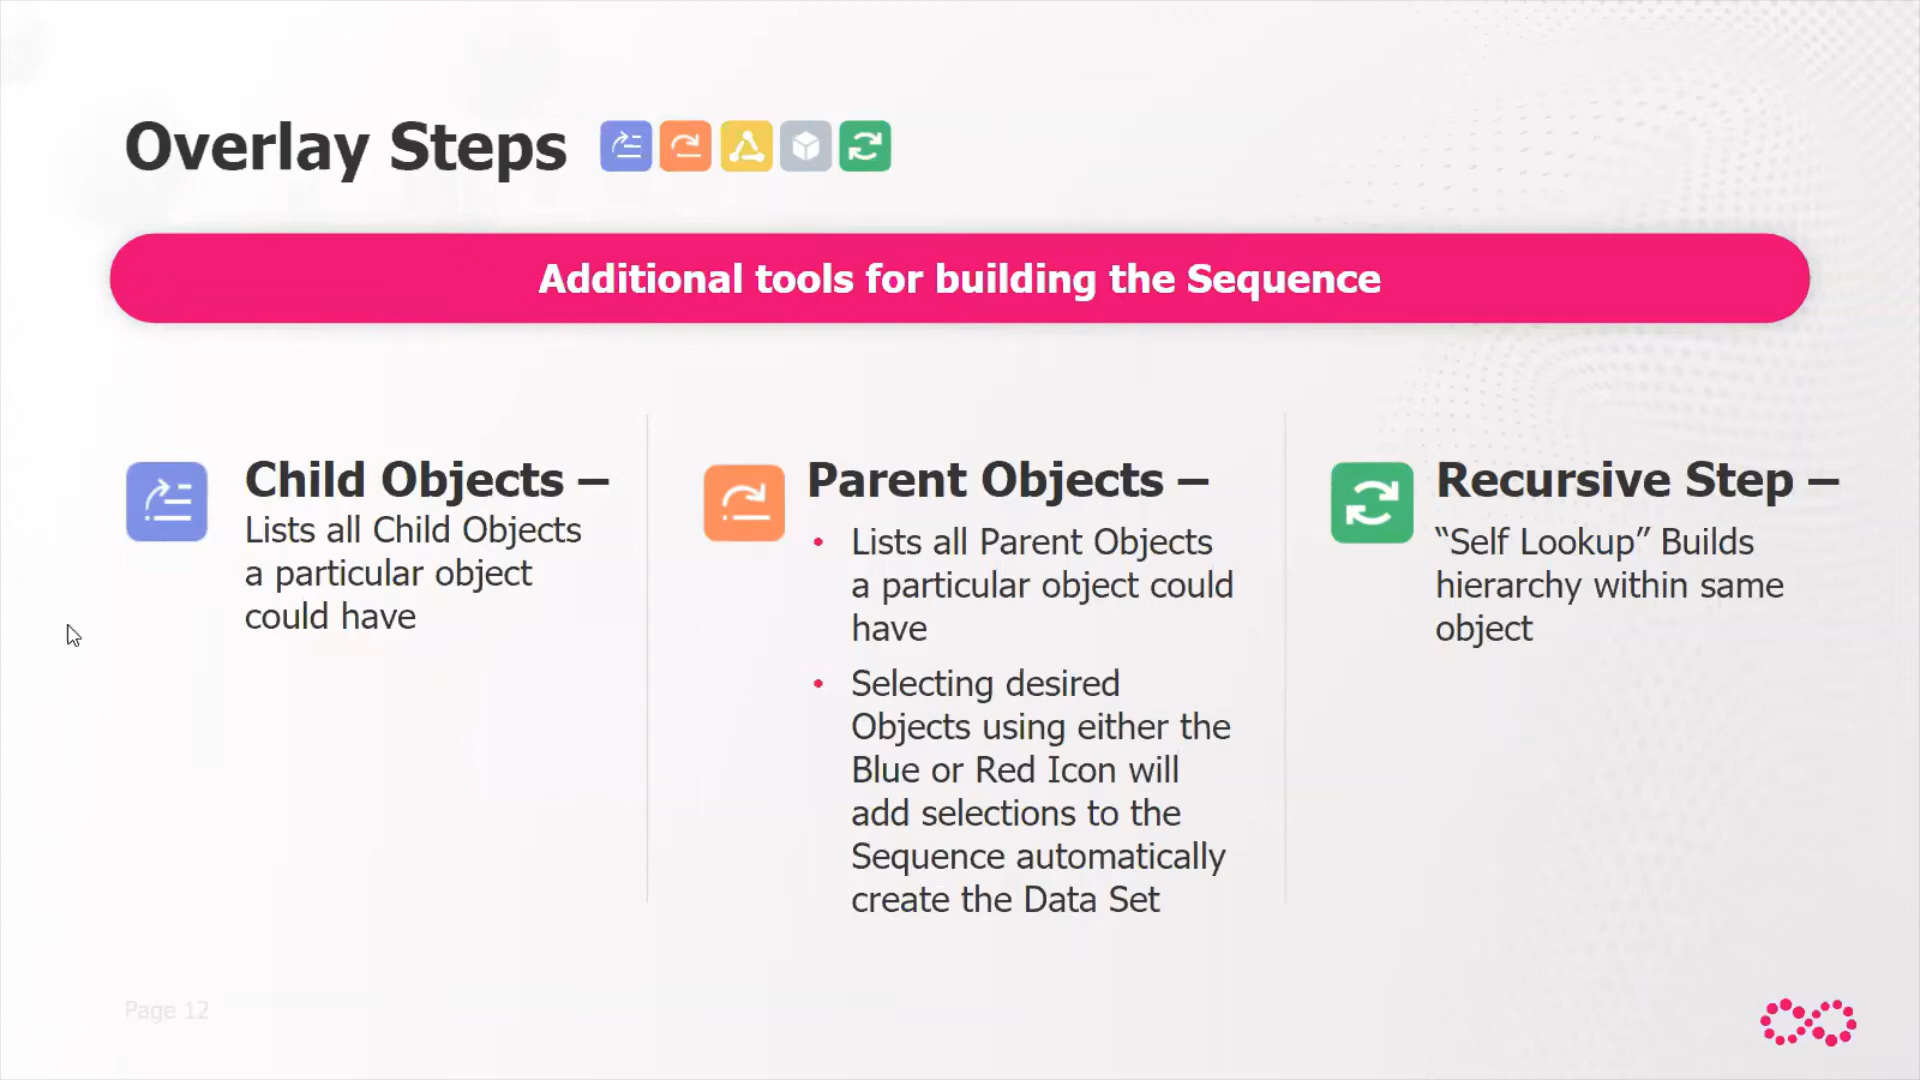 Overlay Steps
Additional tools for building the Sequence
Child Objects –
Lists all Child Objects
a particular object
could have
Parent Objects –
• Lists all Parent Objects
a particular object could
have
• Selecting desired
Objects using either the
Blue or Red Icon will
add selections to the
Sequence automatically
create the Data Set
Recursive Step –
“Self Lookup” Builds
hierarchy within same
object
Page 12